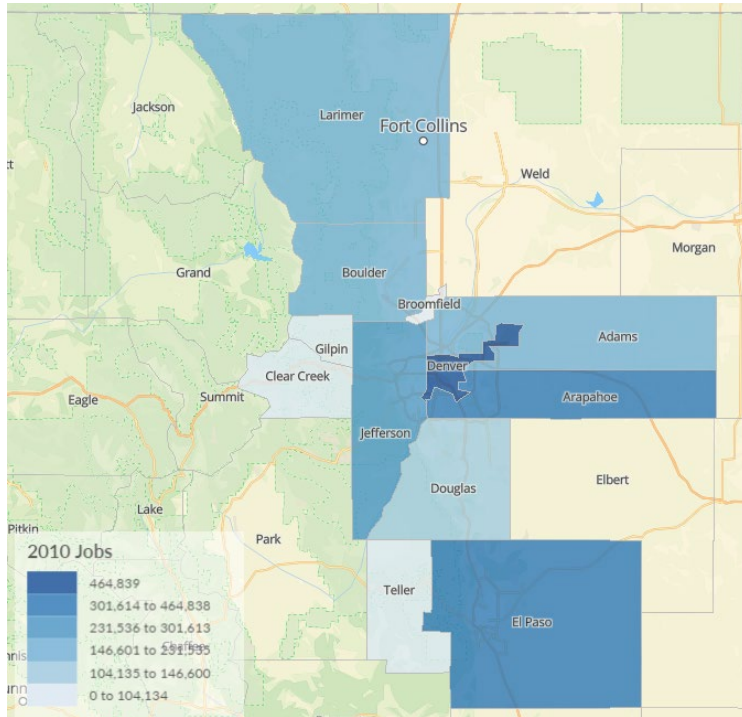 Larimer
Jackson
Fort Collins
Weld
Morgan
Grand
Boulder
Broomfield
Adams
Gilpin
Denver
Clear Creek
Summit
Eagle
Arapahoe
Jefferson
Elbert
Douglas
Lake
Pitkin
Park
2010 Jobs
464,839
301,614 to 464,838
231,536 to 301,613
146,601 to 231,535
104,135 to 146,600
0 to 104,134
Chaffee
Teller
El Paso